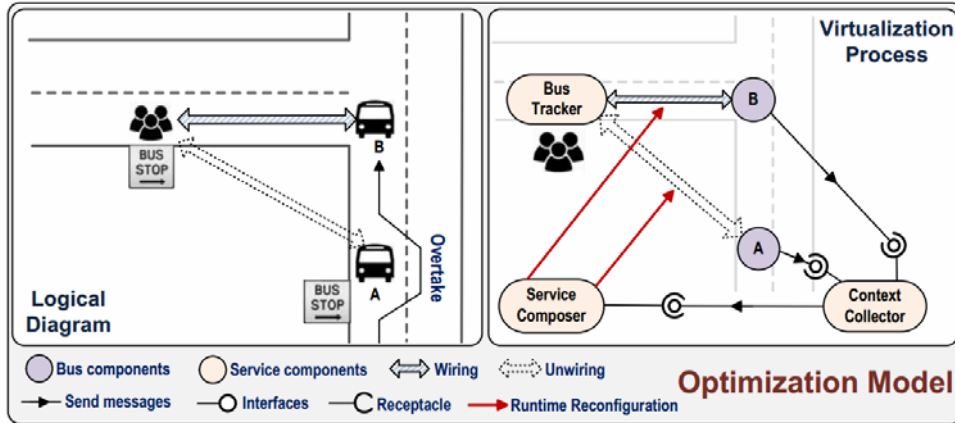 Virtualization
Process
Bus
Tracker
B
BUS
STOP
B
A
BUS
STOP
A
Overtake
Logical
Diagram
Service
Composer
Context
Collector
Bus components
Service components
Wiring
Unwiring
Send messages
Interfaces
Receptacle
Runtime Reconfiguration
Optimization Model